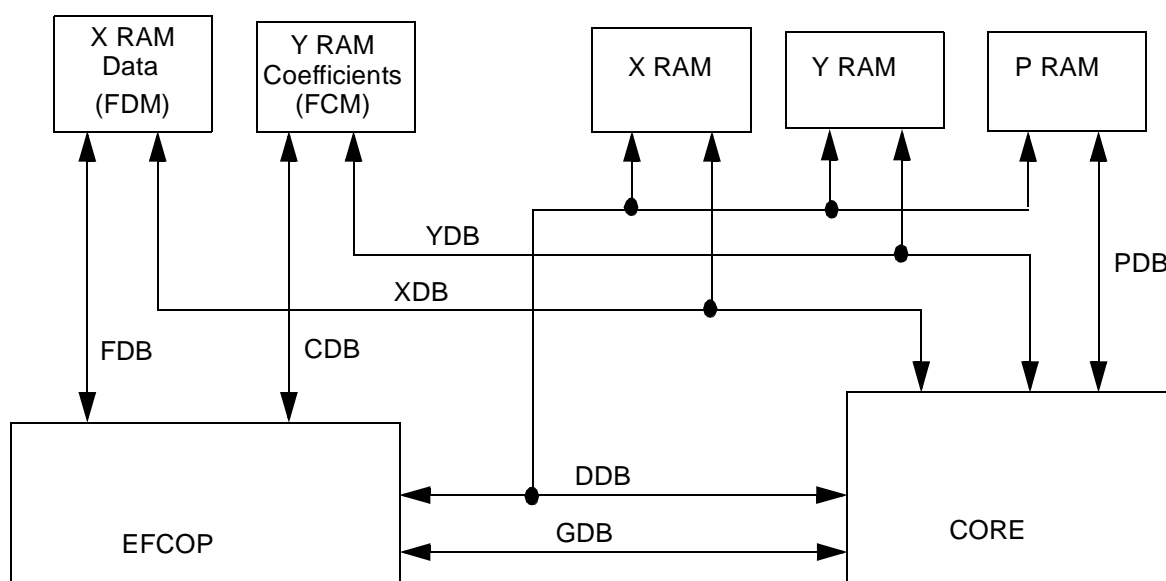 X RAM
Data
(FDM)
Y RAM
Coefficients
(FCM)
X RAM
Y RAM
P RAM
YDB
XDB
PDB
FDB
CDB
DDB
GDB
EFCOP
CORE